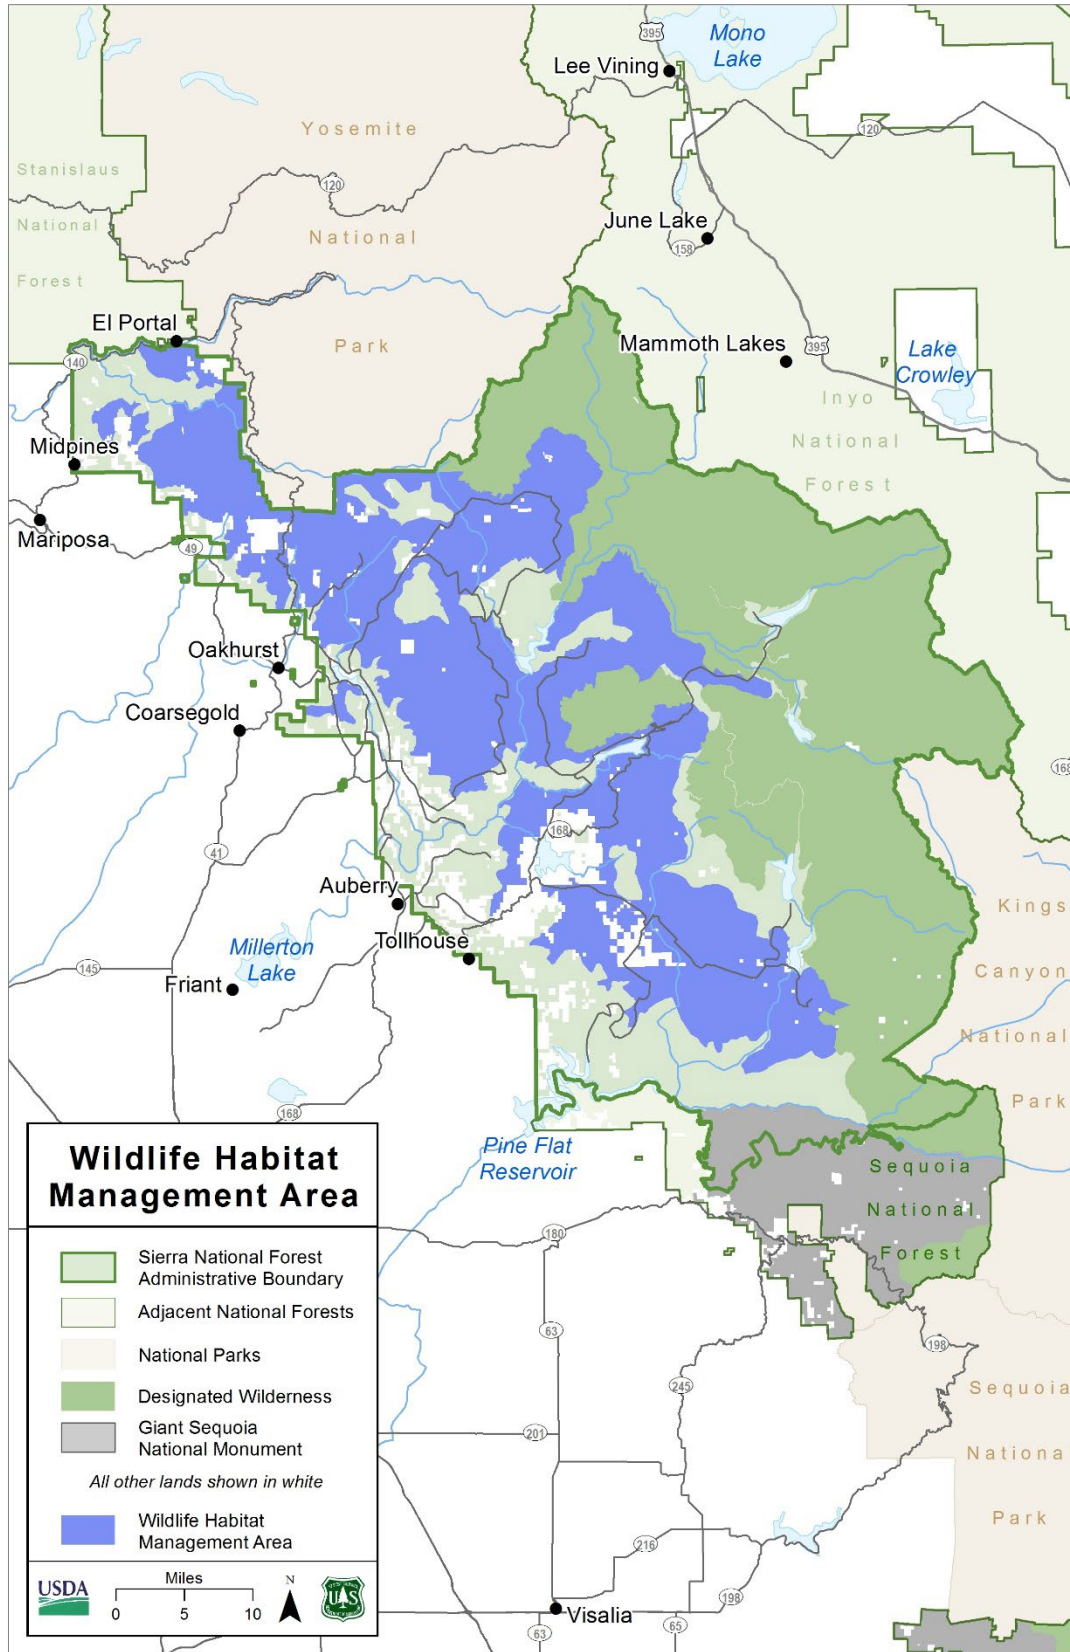 395
Mono
Lake
Lee Vining
120
Yosemite
Stanislaus
120
National
National
June Lake
158
Forest
El Portal
Park
Mammoth Lakes
395
140
Lake
Crowley
Inyo
National
Midpines
Forest
Mariposa
49
Oakhurst
Coarsegold
168
168
41
Auberry
Kings
Tollhouse
Millerton
Lake
145
Canyon
Friant
National
168
Park
Pine Flat
Reservoir
Sequoia
National
180
Forest
63
198
245
Sequoia
201
National
Park
216
198
Visalia
63
65
Wildlife Habitat
Management Area
Sierra National Forest
Administrative Boundary
Adjacent National Forests
National Parks
Designated Wilderness
Giant Sequoia
National Monument
All other lands shown in white
Wildlife Habitat
Management Area
USDA
Miles
0 5 10
N
U S